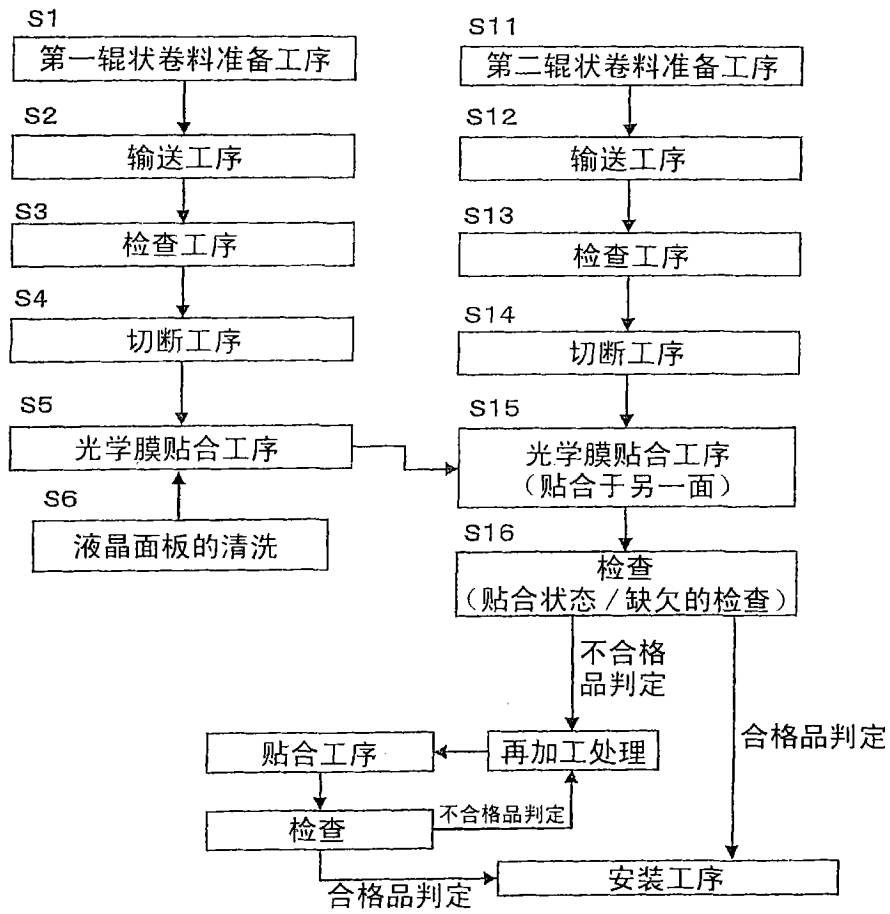 S1
第一辊状卷料准备工序
S2
输送工序
S3
检查工序
S4
切断工序
S5
光学膜贴合工序
S6
液晶面板的清洗
S11
第二辊状卷料准备工序
S12
输送工序
S13
检查工序
S14
切断工序
S15
光学膜贴合工序
(贴合于另一面)
S16
检查
(贴合状态/缺欠的检查)
不合格
品判定
合格品判定
再加工处理
贴合工序
检查
不合格品判定
合格品判定
安装工序